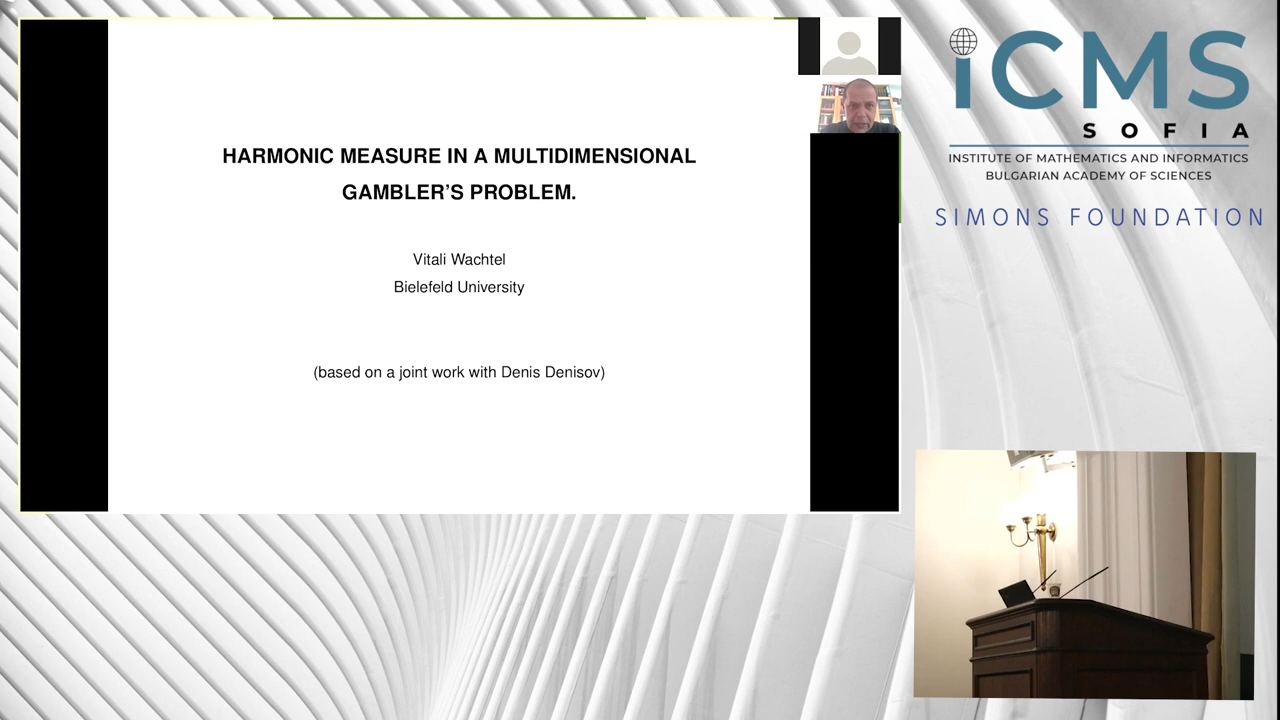 HARMONIC MEASURE IN A MULTIDIMENSIONAL
GAMBLER'S PROBLEM.
Vitali Wachtel
Bielefeld University
(based on a joint work with Denis Denisov)
iCMS
SOFIA
INSTITUTE OF MATHEMATICS AND INFORMATICS
BULGARIAN ACADEMY OF SCIENCES
SIMONS FOUNDATION